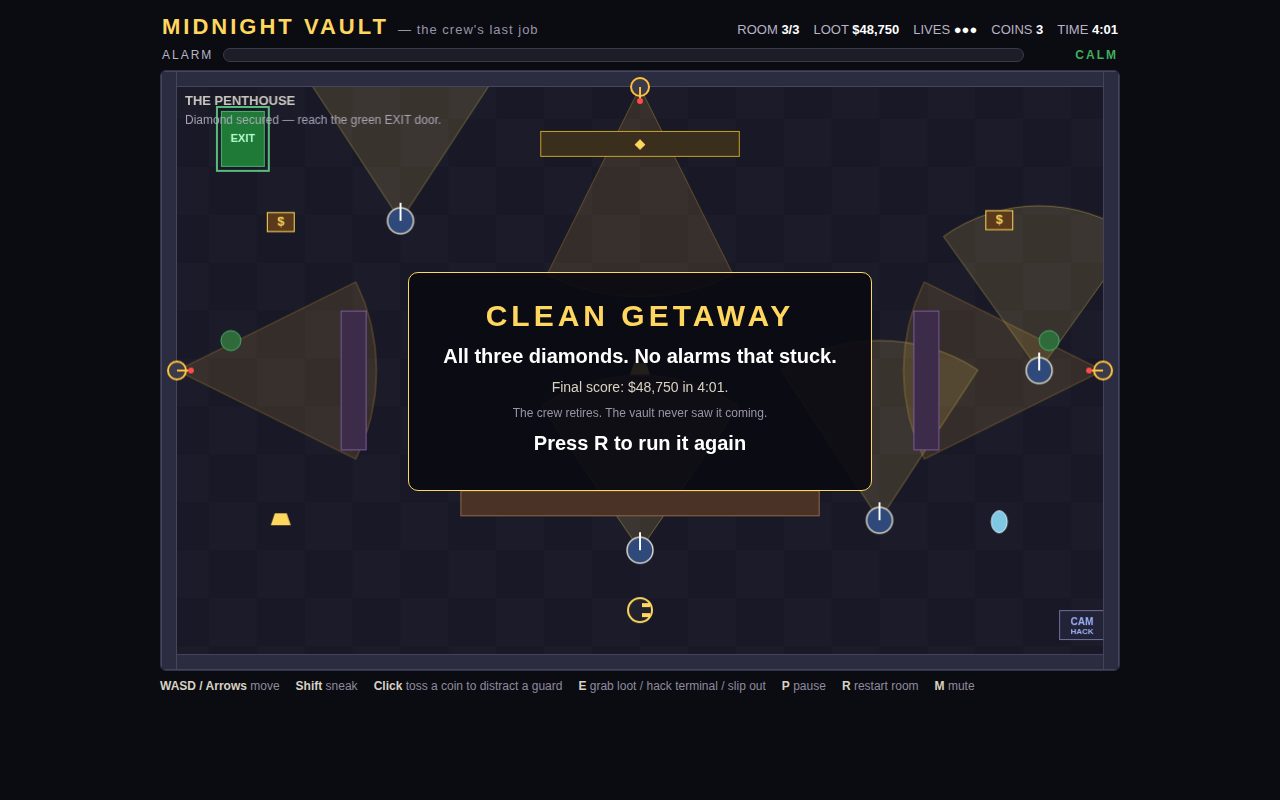 MIDNIGHT VAULT — the crew's last job
ROOM 3/3 LOOT $48,750 LIVES ●●● COINS 3 TIME 4:01
ALARM
CALM
THE PENTHOUSE
Diamond secured — reach the green EXIT door.
EXIT
$
$
CLEAN GETAWAY
All three diamonds. No alarms that stuck.
Final score: $48,750 in 4:01.
The crew retires. The vault never saw it coming.
Press R to run it again
CAM
HACK
WASD / Arrows move Shift sneak Click toss a coin to distract a guard E grab loot / hack terminal / slip out P pause R restart room M mute